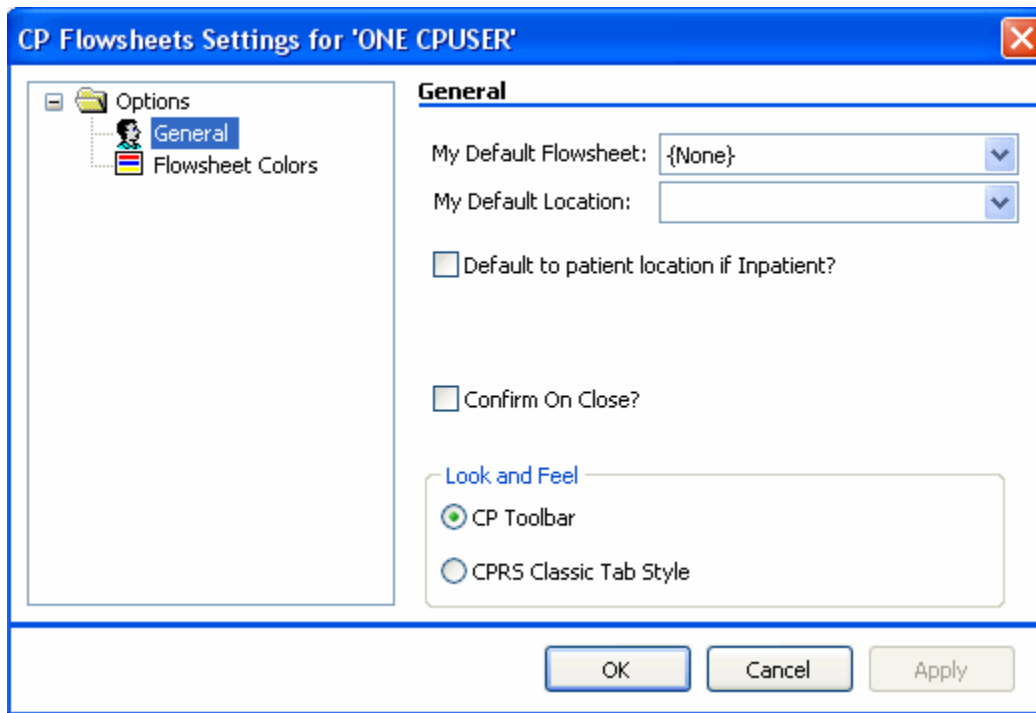 CP Flowsheets Settings for 'ONE CPUSER'
Options
General
Flowsheet Colors
General
My Default Flowsheet: {None}
My Default Location:
Default to patient location if Inpatient?
Confirm On Close?
Look and Feel
CP Toolbar
CPRS Classic Tab Style
OK Cancel Apply